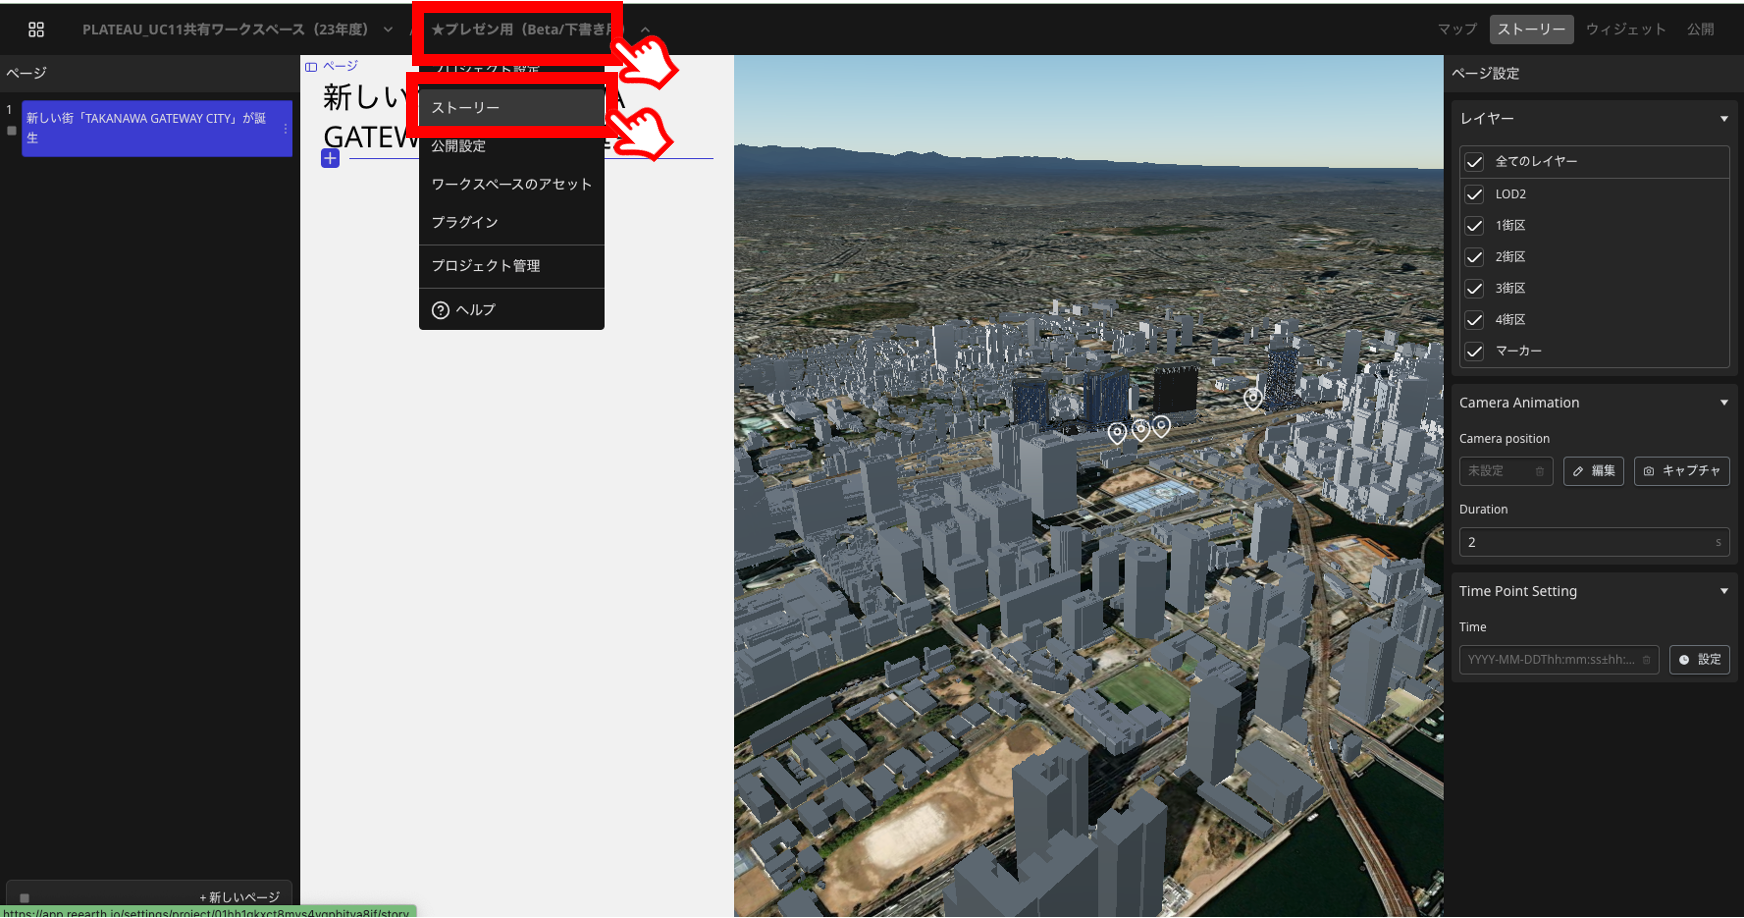 PLATEAU_UC11共有ワークスペース（23年度）
/
★プレゼン用（Beta/下書き用
マップ
ストーリー
ウィジェット
公開
ページ
1
新しい街「TAKANAWA GATEWAY CITY」が誕
生
+ 新しいページ
https://app.reearth.io/settings/project/01hh1gkxct8mys4vgpbitya8jf/story
ページ
新しい
A
GATEW
プロジェクト設定
ストーリー
公開設定
ワークスペースのアセット
プラグイン
プロジェクト管理
ヘルプ
ページ設定
レイヤー
全てのレイヤー
LOD2
1街区
2街区
3街区
4街区
マーカー
Camera Animation
Camera position
未設定
編集
キャプチャ
Duration
2
s
Time Point Setting
Time
YYYY-MM-DDThh:mm:ss±hh:...
設定